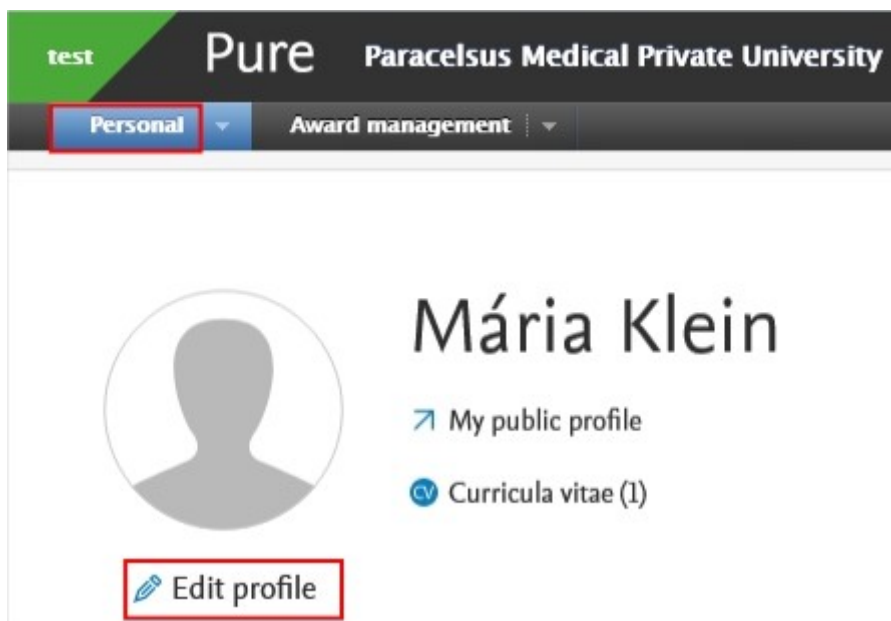 test Pure Paracelsus Medical Private University
Personal Award management
Mária Klein
My public profile
CV Curricula vitae (1)
Edit profile